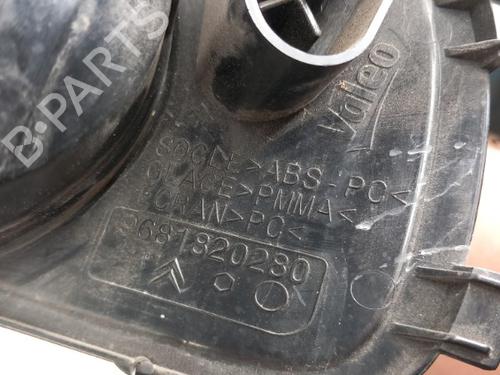 B-PARTS
Valeo
SOCLE>ABS-PC<
GLACE>PMMA<
ECRAN>PC<
9681820280